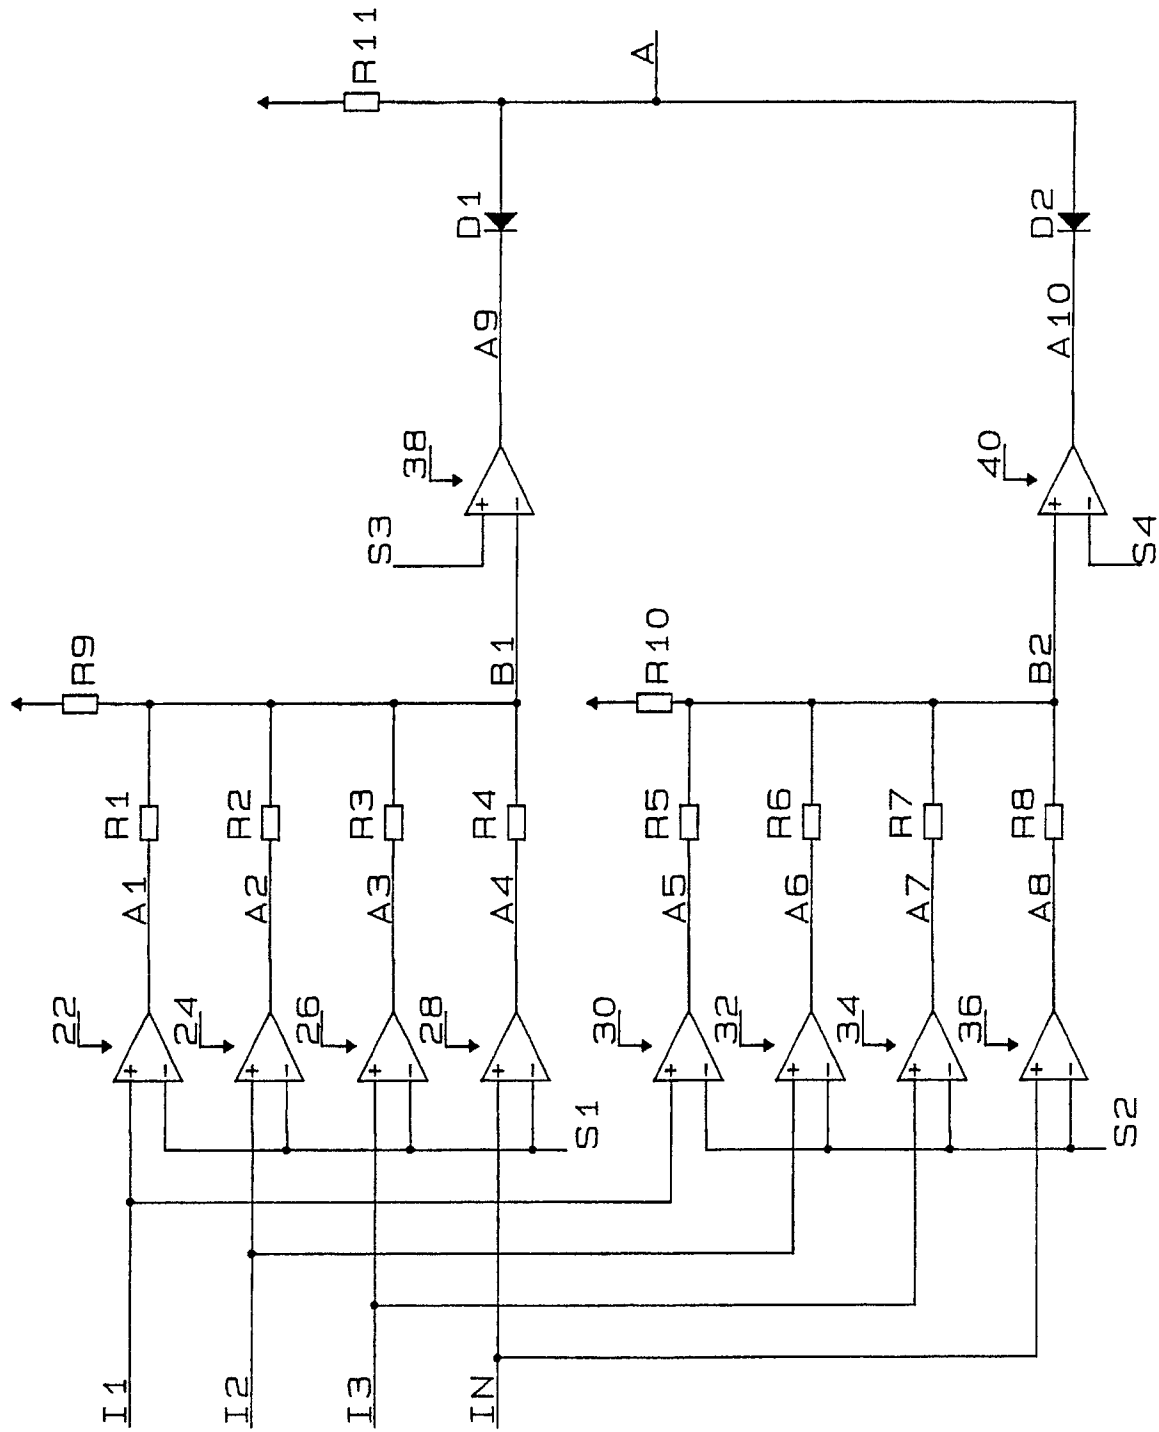 I1
I2
I3
IN
S1
S2
22
24
26
28
30
32
34
36
+
−
+
−
+
−
+
−
+
−
+
−
+
−
+
−
A1
A2
A3
A4
A5
A6
A7
A8
R1
R2
R3
R4
R5
R6
R7
R8
R9
R10
B1
B2
S3
S4
38
40
+
−
+
−
A9
A10
D1
D2
R11
A